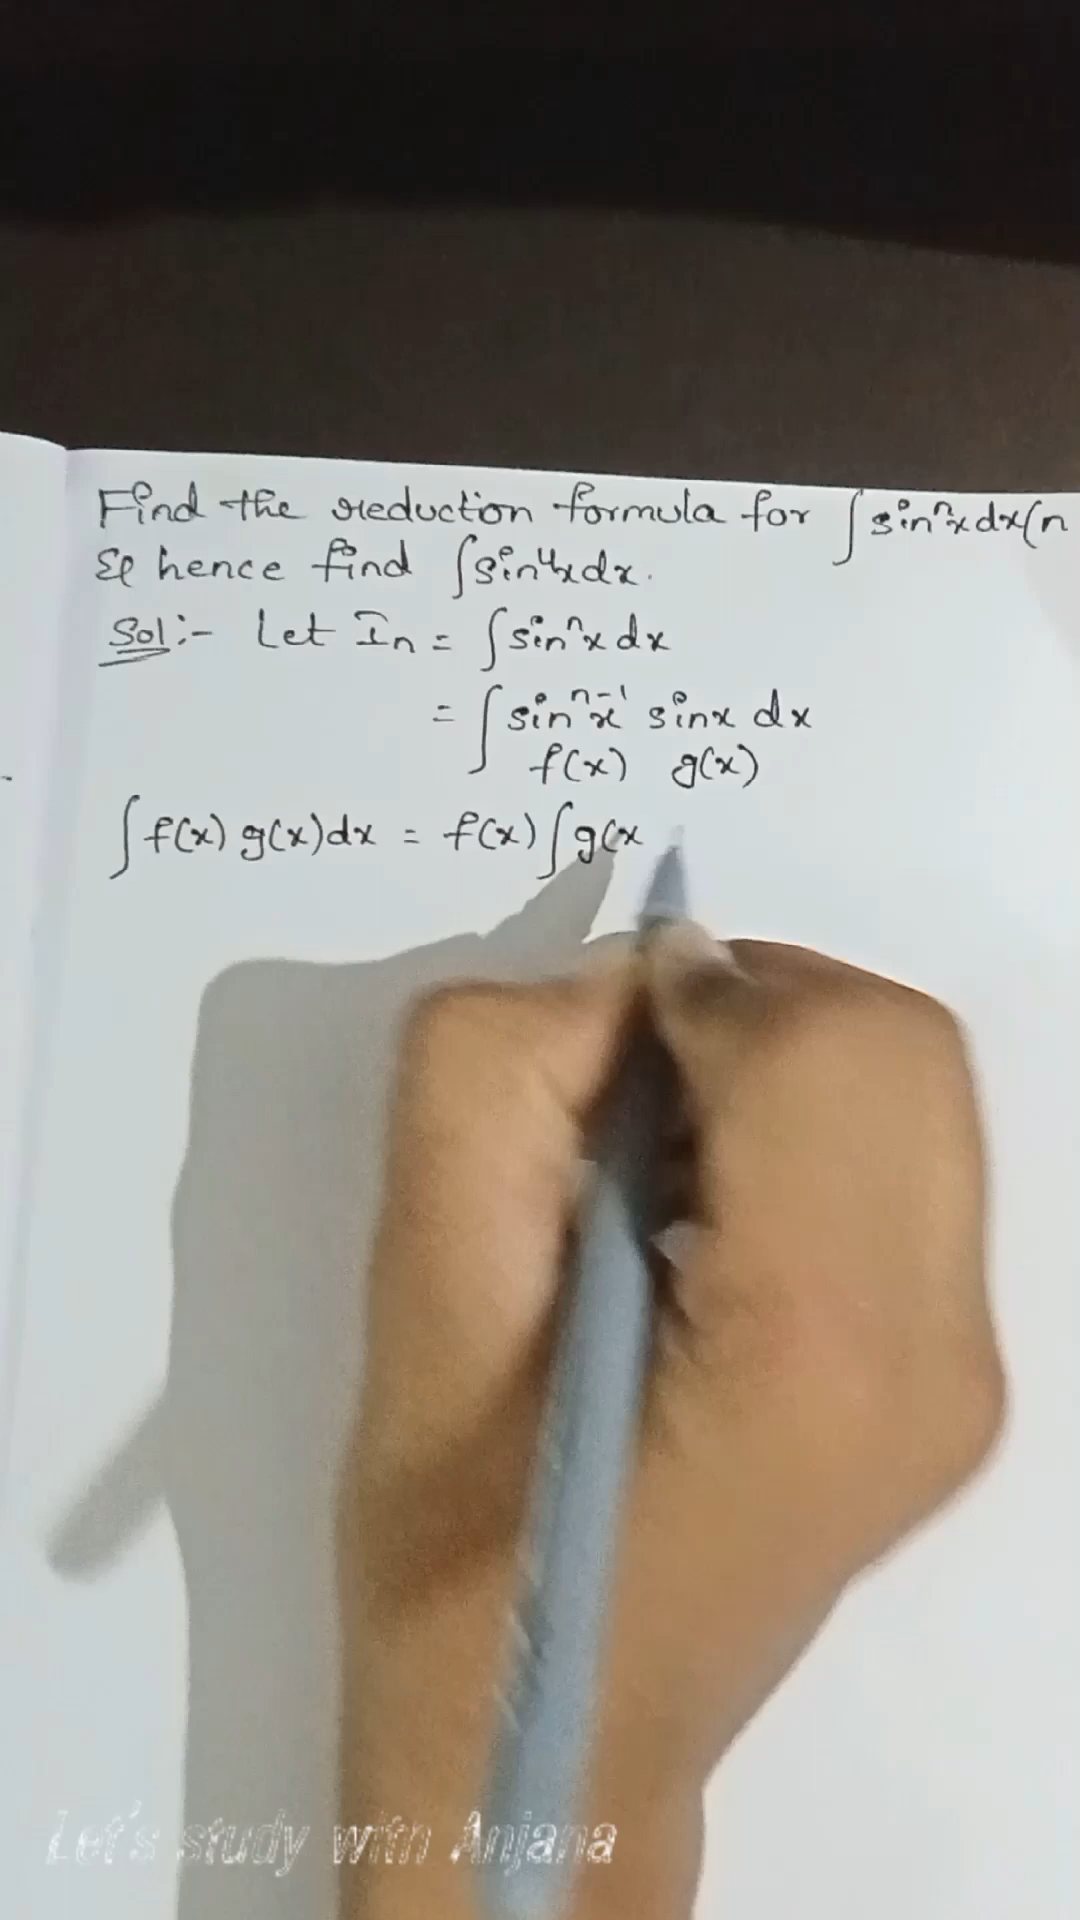 Find the reduction formula for ∫sinⁿx dx(n
& hence find ∫sin⁴x dx.
Sol:- Let Iₙ = ∫sinⁿx dx
= ∫sinⁿ⁻¹x sinx dx
f(x) g(x)
∫f(x) g(x)dx = f(x)∫g(x
Let's study with Anjana